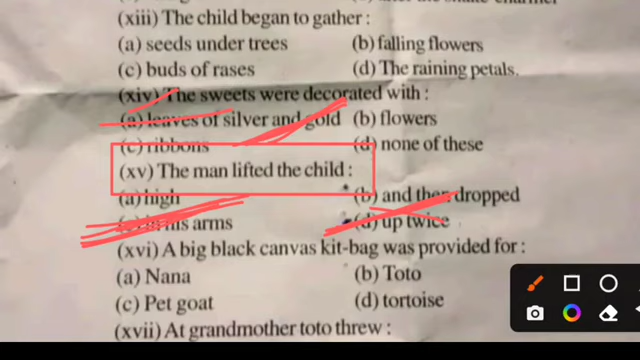 (xiii) The child began to gather :
(a) seeds under trees (b) falling flowers
(c) buds of rases (d) The raining petals.
(xiv) The sweets were decorated with :
(a) leaves of silver and gold (b) flowers
(c) ribbons (d) none of these
(xv) The man lifted the child :
(a) high (b) and then dropped
his arms (d) up twice
(xvi) A big black canvas kit-bag was provided for :
(a) Nana (b) Toto
(c) Pet goat (d) tortoise
(xvii) At grandmother toto threw :